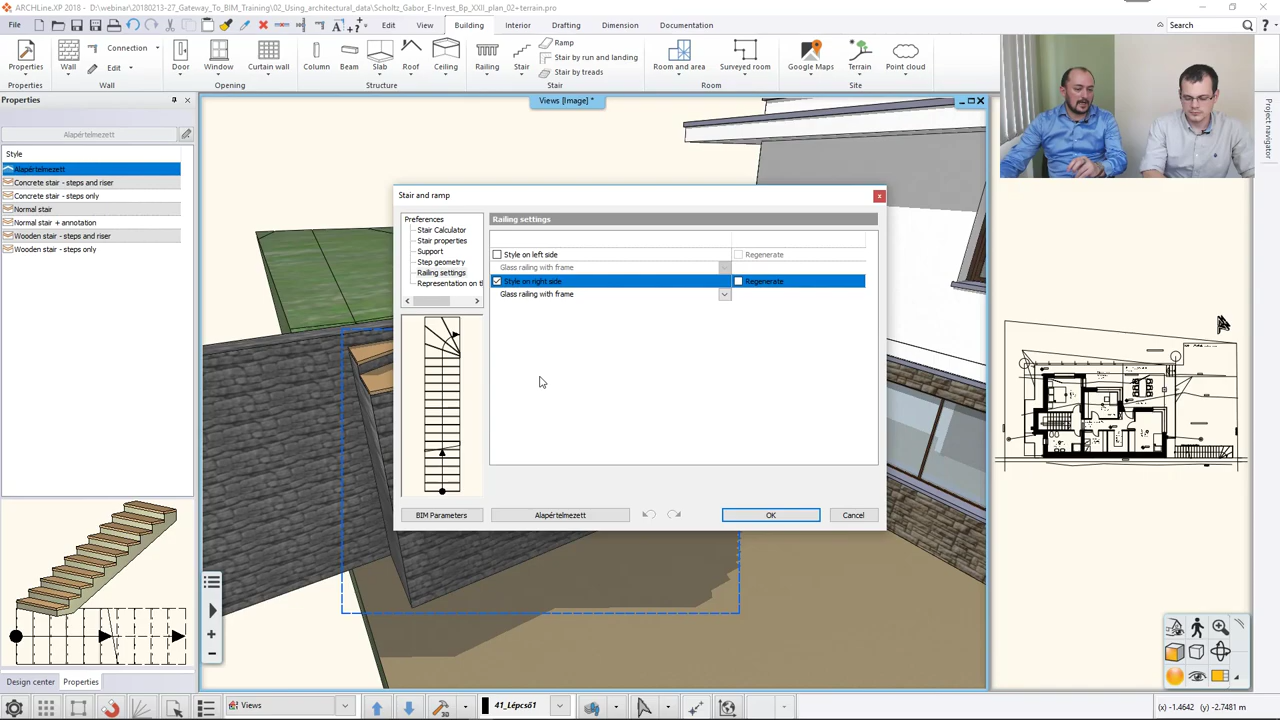 ARCHLine.XP 2018 - D:\webinar\20180213-27_Gateway_To_BIM_Training\02_Using_architectural_data\Scholtz_Gabor_E-Invest_Bp_XXII_plan_02+terrain.pro
File Edit View Building Interior Drafting Dimension Documentation Search
Properties Wall Connection Edit Door Window Curtain wall Column Beam Slab Roof Ceiling Railing Stair Ramp Stair by run and landing Stair by treads Room and area Surveyed room Google Maps Terrain Point cloud
Properties Wall Opening Structure Stair Room Site
Properties
Views [Image] *
Project navigator
Alapértelmezett
Style
Alapértelmezett
Concrete stair - steps and riser
Concrete stair - steps only
Normal stair
Normal stair + annotation
Wooden stair - steps and riser
Wooden stair - steps only
Stair and ramp
Preferences
Stair Calculator
Stair properties
Support
Step geometry
Railing settings
Representation on th
Railing settings
Style on left side Regenerate
Glass railing with frame
Style on right side Regenerate
Glass railing with frame
BIM Parameters Alapértelmezett OK Cancel
Design center Properties
Views
41_Lépcső1
(x) -1.4642 (y) -2.7481 m